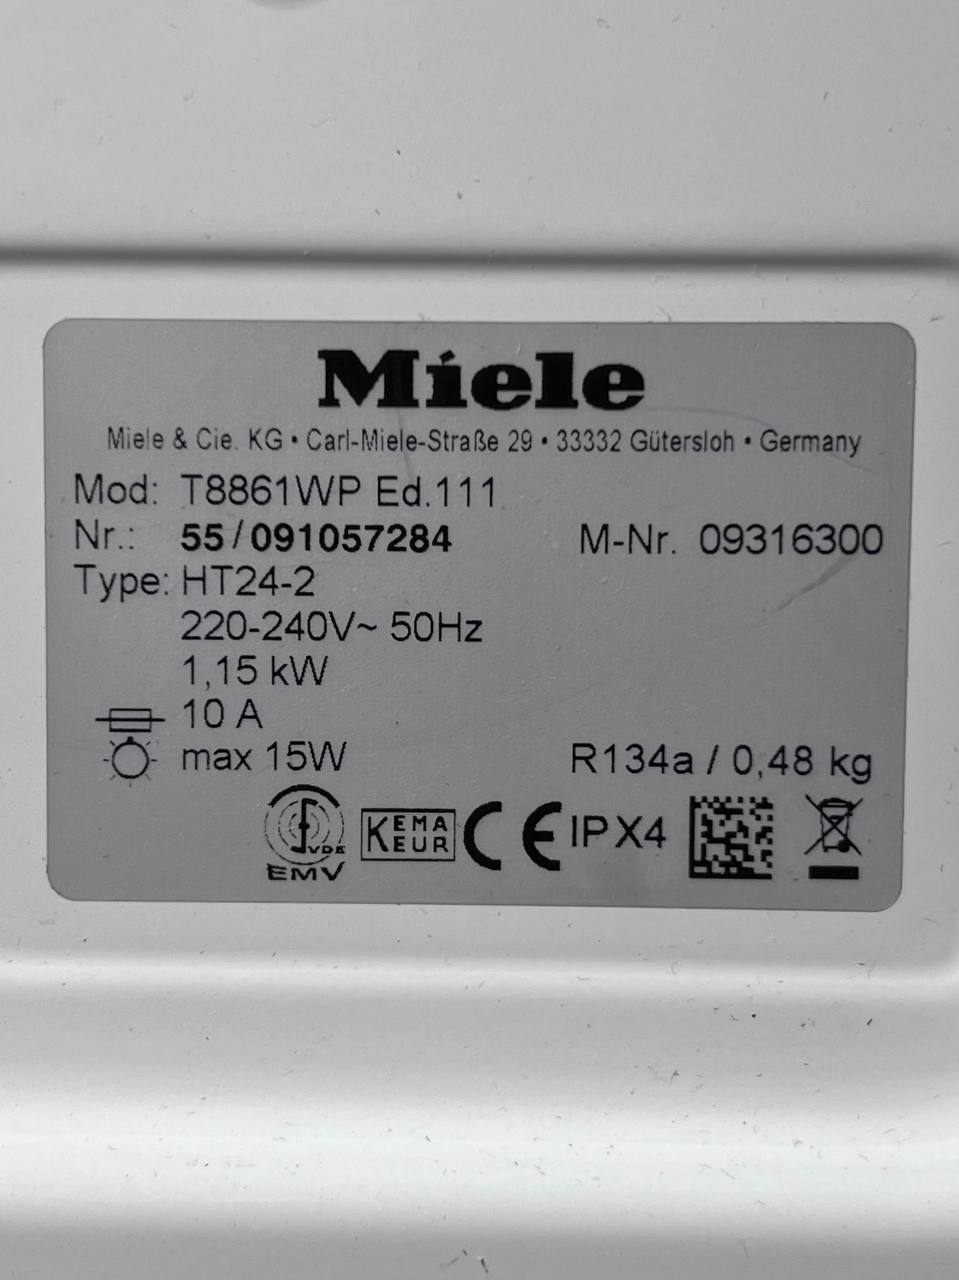 Miele
Miele & Cie. KG • Carl-Miele-Straße 29 • 33332 Gütersloh • Germany
Mod: T8861WP Ed.111
Nr.: 55/091057284 M-Nr. 09316300
Type: HT24-2
220-240V~ 50Hz
1,15 kW
10 A
max 15W R134a / 0,48 kg
VDE
EMV
KEMA
KEUR
CE IPX4